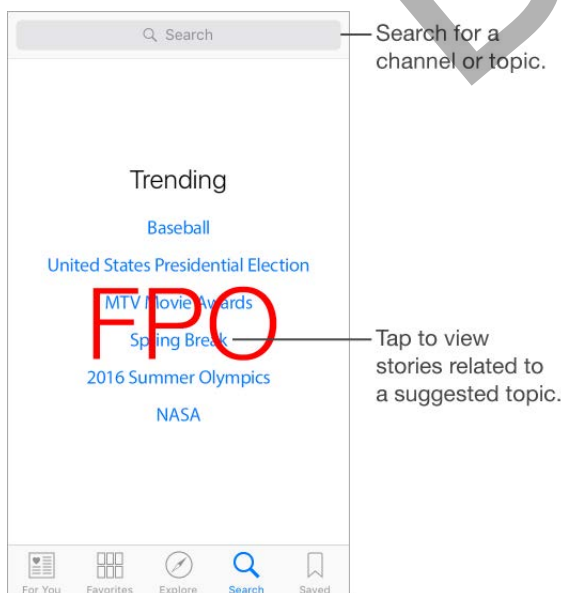 Search
Search for a
channel or topic.
Trending
Baseball
United States Presidential Election
MTV Movie Awards
FPO
Spring Break
Tap to view
stories related to
a suggested topic.
2016 Summer Olympics
NASA
For You Favorites Explore Search Saved